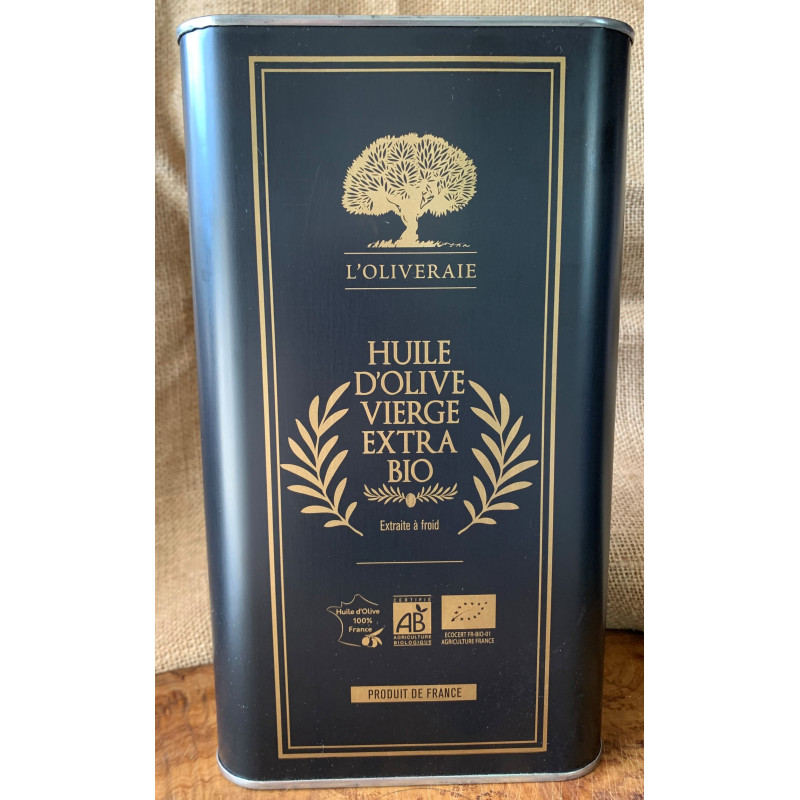 L'OLIVERAIE
HUILE
D'OLIVE
VIERGE
EXTRA
BIO
Extraite à froid
Huile d'Olive
100%
France
CERTIFIÉ
AB
AGRICULTURE
BIOLOGIQUE
ECOCERT FR-BIO-01
AGRICULTURE FRANCE
PRODUIT DE FRANCE